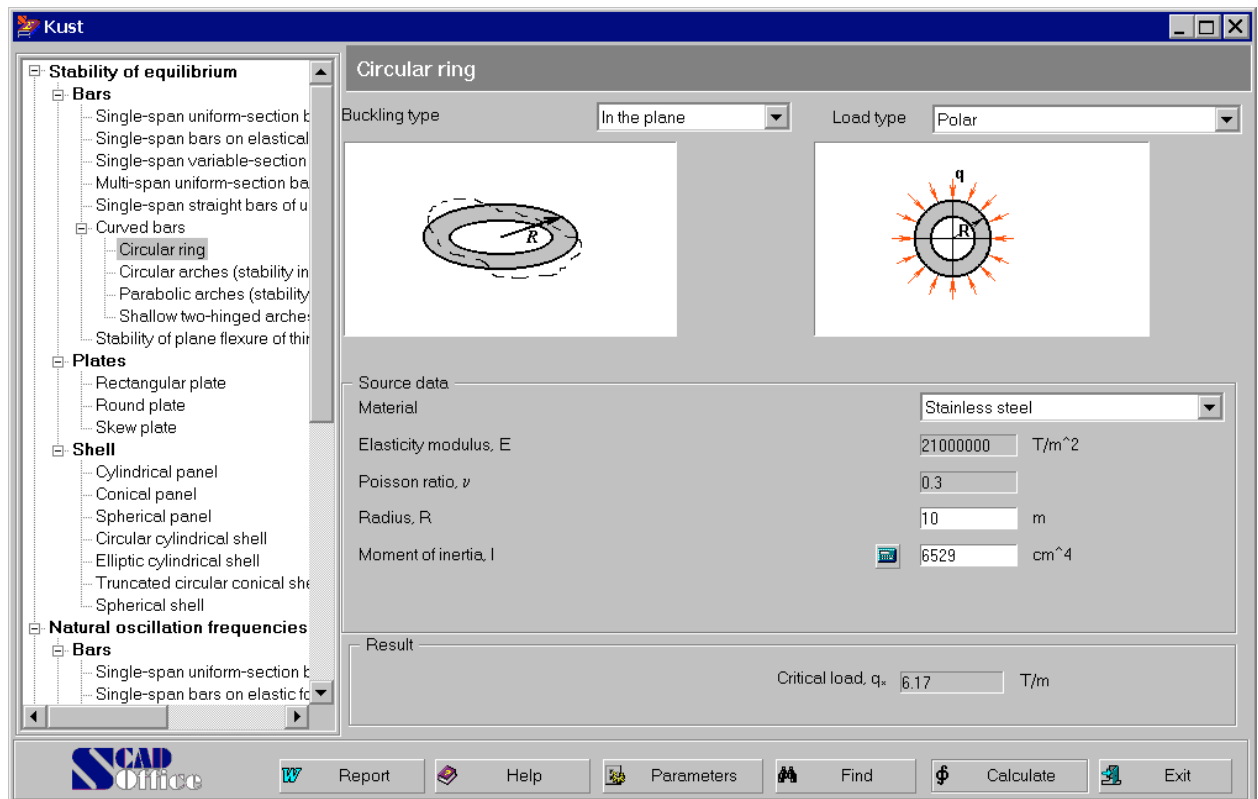 Kust
Stability of equilibrium
Bars
Single-span uniform-section b
Single-span bars on elastical
Single-span variable-section
Multi-span uniform-section ba
Single-span straight bars of u
Curved bars
Circular ring
Circular arches (stability in
Parabolic arches (stability
Shallow two-hinged arche
Stability of plane flexure of thin
Plates
Rectangular plate
Round plate
Skew plate
Shell
Cylindrical panel
Conical panel
Spherical panel
Circular cylindrical shell
Elliptic cylindrical shell
Truncated circular conical she
Spherical shell
Natural oscillation frequencies
Bars
Single-span uniform-section b
Single-span bars on elastic fo
Circular ring
Buckling type In the plane Load type Polar
R
q
R
Source data
Material Stainless steel
Elasticity modulus, E 21000000 T/m^2
Poisson ratio, ν 0.3
Radius, R 10 m
Moment of inertia, I 6529 cm^4
Result
Critical load, q* 6.17 T/m
SCAD Office
Report Help Parameters Find Calculate Exit